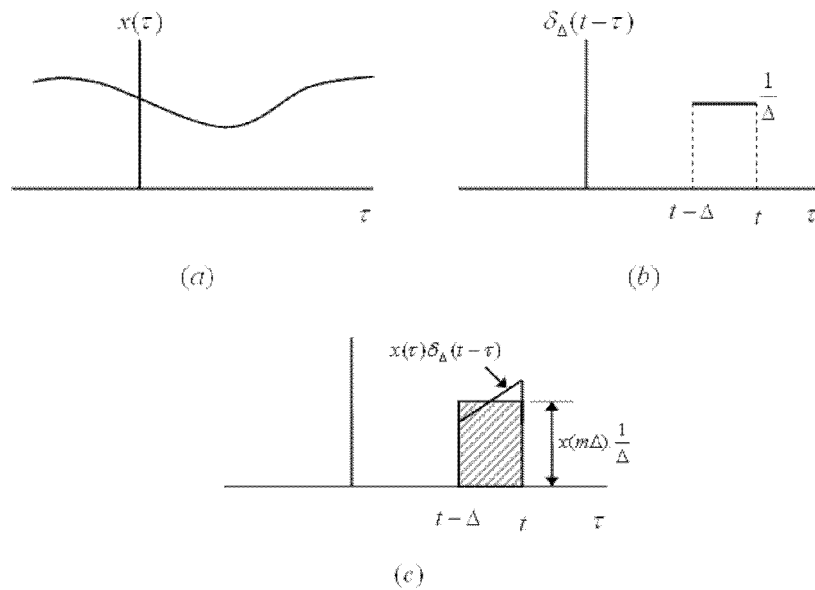 x(τ)
τ
(a)
δ_Δ(t−τ)
1/Δ
t−Δ
t
τ
(b)
x(τ)δ_Δ(t−τ)
x(mΔ).1/Δ
t−Δ
t
τ
(c)